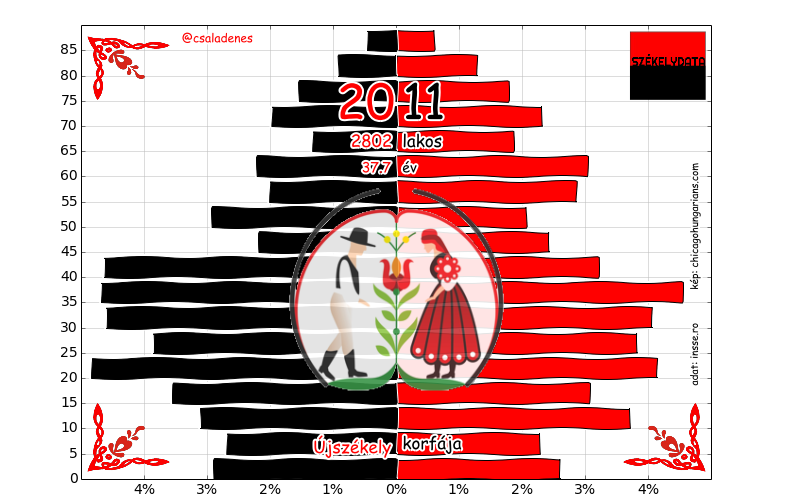 @csaladenes
SZÉKELYDATA
2011
2802 lakos
37.7 év
kép: chicagohungarians.com
adat: insse.ro
Újszékely korfája
85
80
75
70
65
60
55
50
45
40
35
30
25
20
15
10
5
0
4% 3% 2% 1% 0% 1% 2% 3% 4%